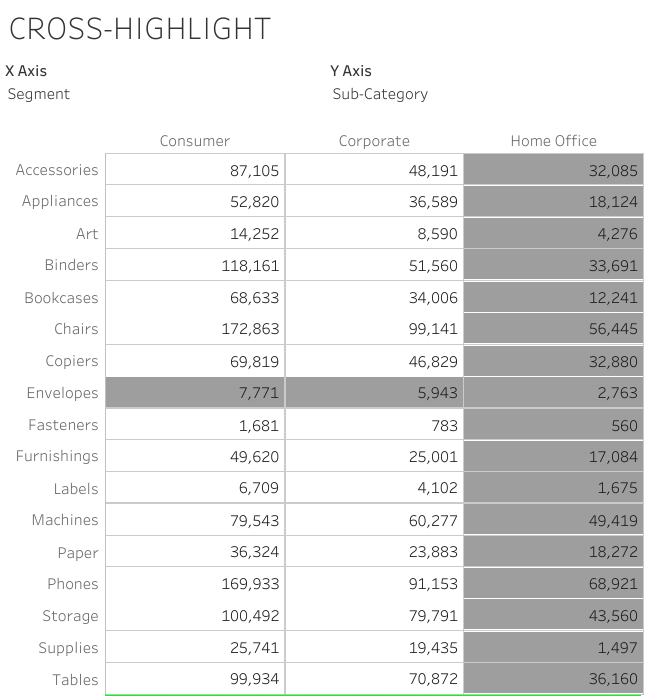 CROSS-HIGHLIGHT
X Axis Y Axis
Segment Sub-Category
Consumer Corporate Home Office
Accessories 87,105 48,191 32,085
Appliances 52,820 36,589 18,124
Art 14,252 8,590 4,276
Binders 118,161 51,560 33,691
Bookcases 68,633 34,006 12,241
Chairs 172,863 99,141 56,445
Copiers 69,819 46,829 32,880
Envelopes 7,771 5,943 2,763
Fasteners 1,681 783 560
Furnishings 49,620 25,001 17,084
Labels 6,709 4,102 1,675
Machines 79,543 60,277 49,419
Paper 36,324 23,883 18,272
Phones 169,933 91,153 68,921
Storage 100,492 79,791 43,560
Supplies 25,741 19,435 1,497
Tables 99,934 70,872 36,160